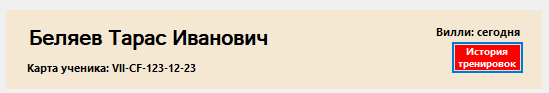 Беляев Тарас Иванович
Вилли: сегодня
История
тренировок
Карта ученика: VII-CF-123-12-23